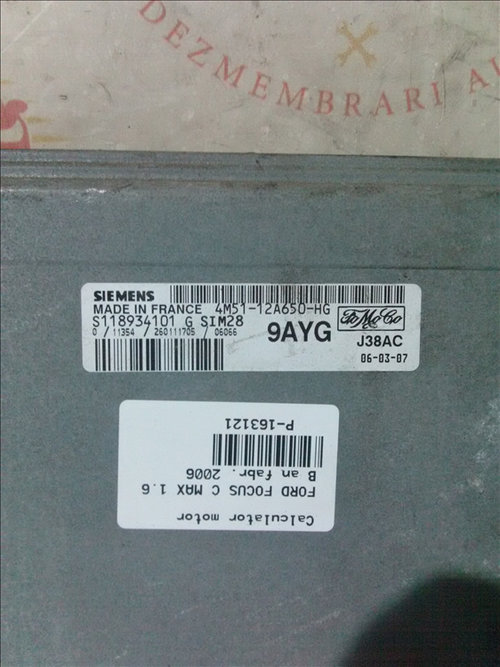 DEZMEMBRARI AU
SIEMENS
MADE IN FRANCE 4M51-12A650-HG
S118934101 G SIM28
0 / 11354 / 260111705 / 06066
9AYG
FoMoCo
J38AC
06-03-07
Calculator motor
FORD FOCUS C MAX 1.6
B an fabr. 2006
P-163121